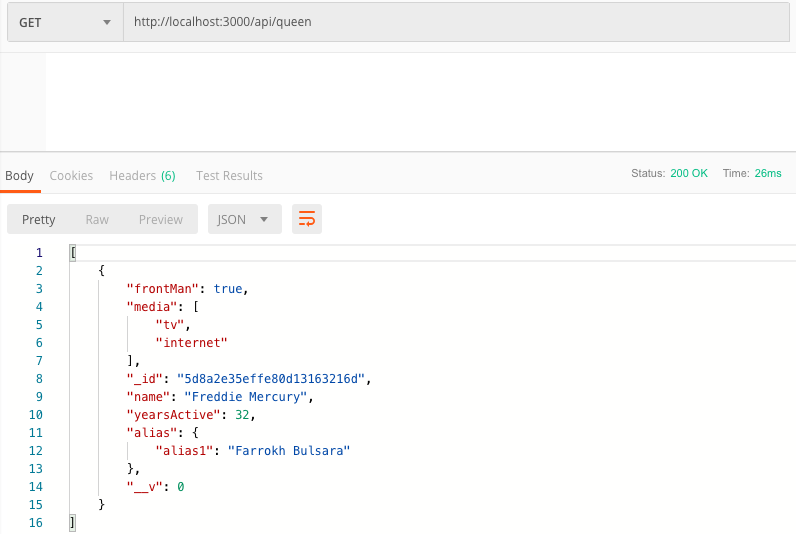 GET http://localhost:3000/api/queen
Body Cookies Headers (6) Test Results Status: 200 OK Time: 26ms
Pretty Raw Preview JSON
1 [
2 {
3 "frontMan": true,
4 "media": [
5 "tv",
6 "internet"
7 ],
8 "_id": "5d8a2e35effe80d13163216d",
9 "name": "Freddie Mercury",
10 "yearsActive": 32,
11 "alias": {
12 "alias1": "Farrokh Bulsara"
13 },
14 "__v": 0
15 }
16 ]